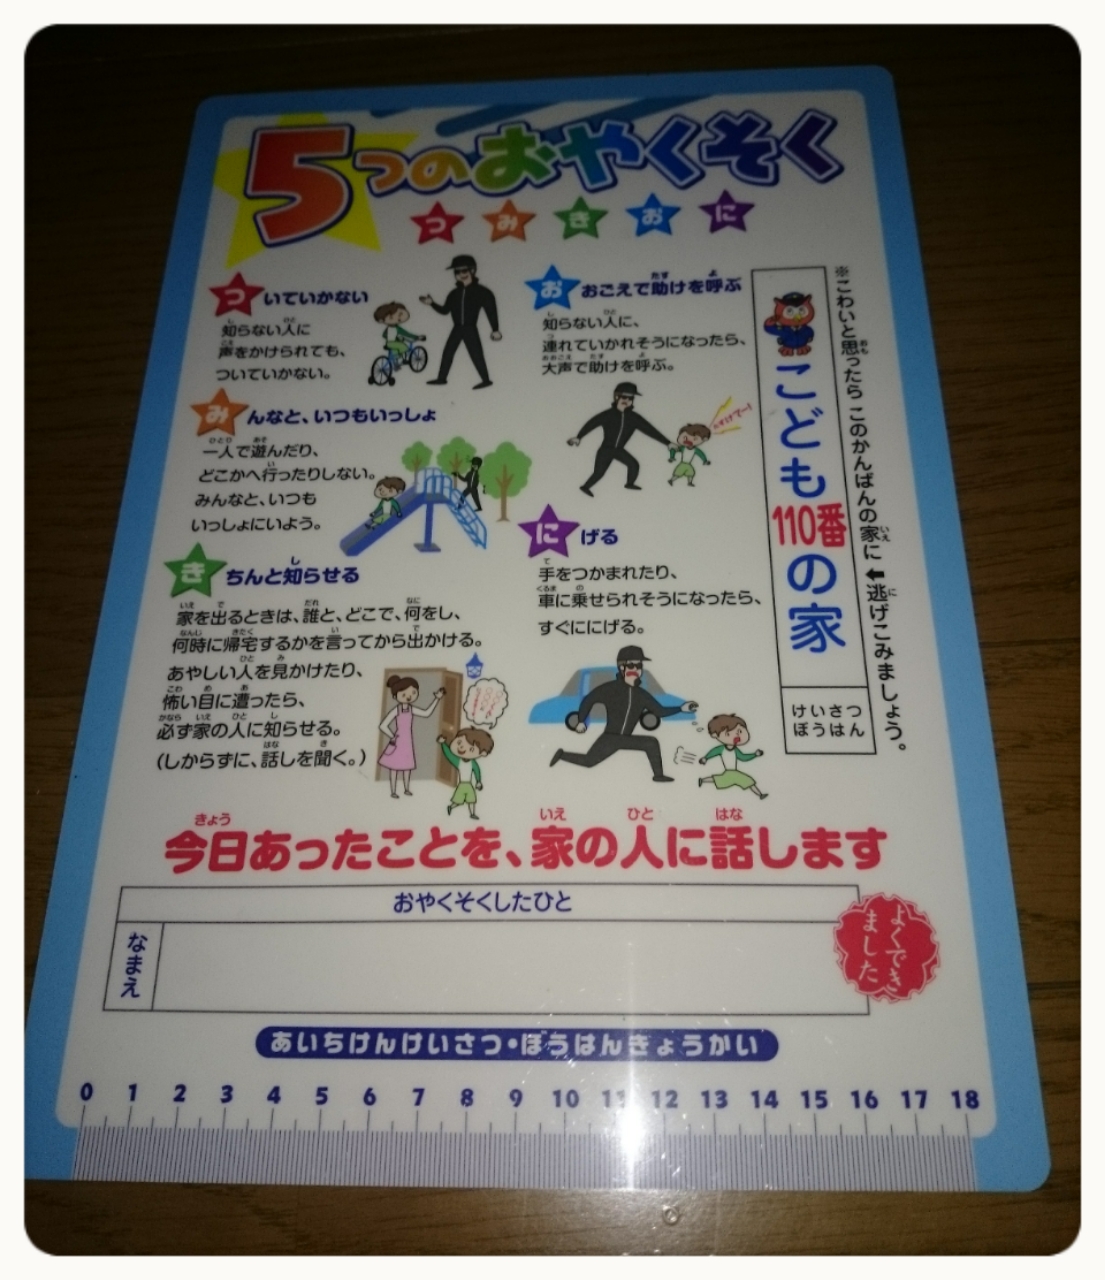 5つのおやくそく
つ み き お に
ついていかない
知らない人に
声をかけられても、
ついていかない。
みんなと、いつもいっしょ
一人で遊んだり、
どこかへ行ったりしない。
みんなと、いつも
いっしょにいよう。
きちんと知らせる
家を出るときは、誰と、どこで、何をし、
何時に帰宅するかを言ってから出かける。
あやしい人を見かけたり、
怖い目に遭ったら、
必ず家の人に知らせる。
(しからずに、話しを聞く。)
おおごえで助けを呼ぶ
知らない人に、
連れていかれそうになったら、
大声で助けを呼ぶ。
にげる
手をつかまれたり、
車に乗せられそうになったら、
すぐににげる。
こども110番の家
けいさつ
ぼうはん
※こわいと思ったら このかんばんの家に⬅逃げこみましょう。
今日あったことを、家の人に話します
おやくそくしたひと
なまえ
よくでき
ました
あいちけんけいさつ・ぼうはんきょうかい
0 1 2 3 4 5 6 7 8 9 10 11 12 13 14 15 16 17 18